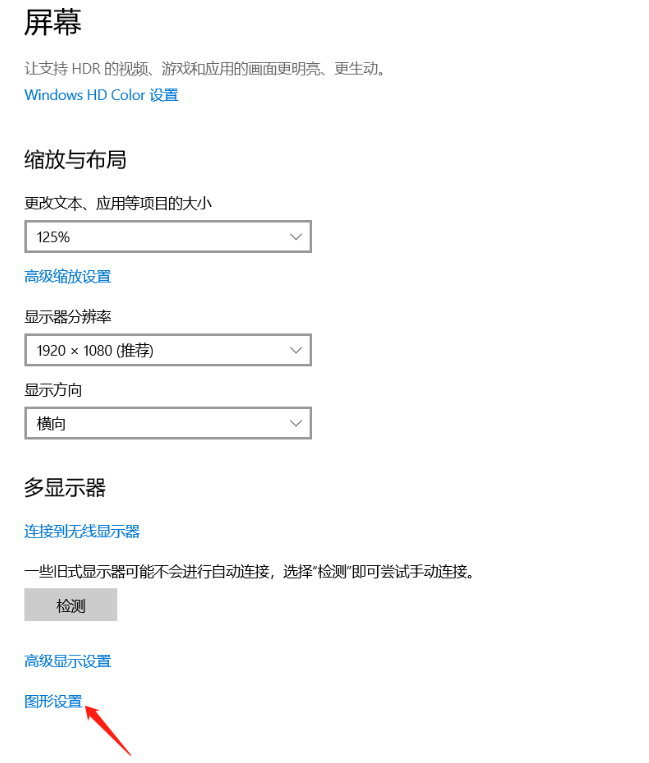 屏幕
让支持 HDR 的视频、游戏和应用的画面更明亮、更生动。
Windows HD Color 设置
缩放与布局
更改文本、应用等项目的大小
125%
高级缩放设置
显示器分辨率
1920 × 1080 (推荐)
显示方向
横向
多显示器
连接到无线显示器
一些旧式显示器可能不会进行自动连接，选择“检测”即可尝试手动连接。
检测
高级显示设置
图形设置